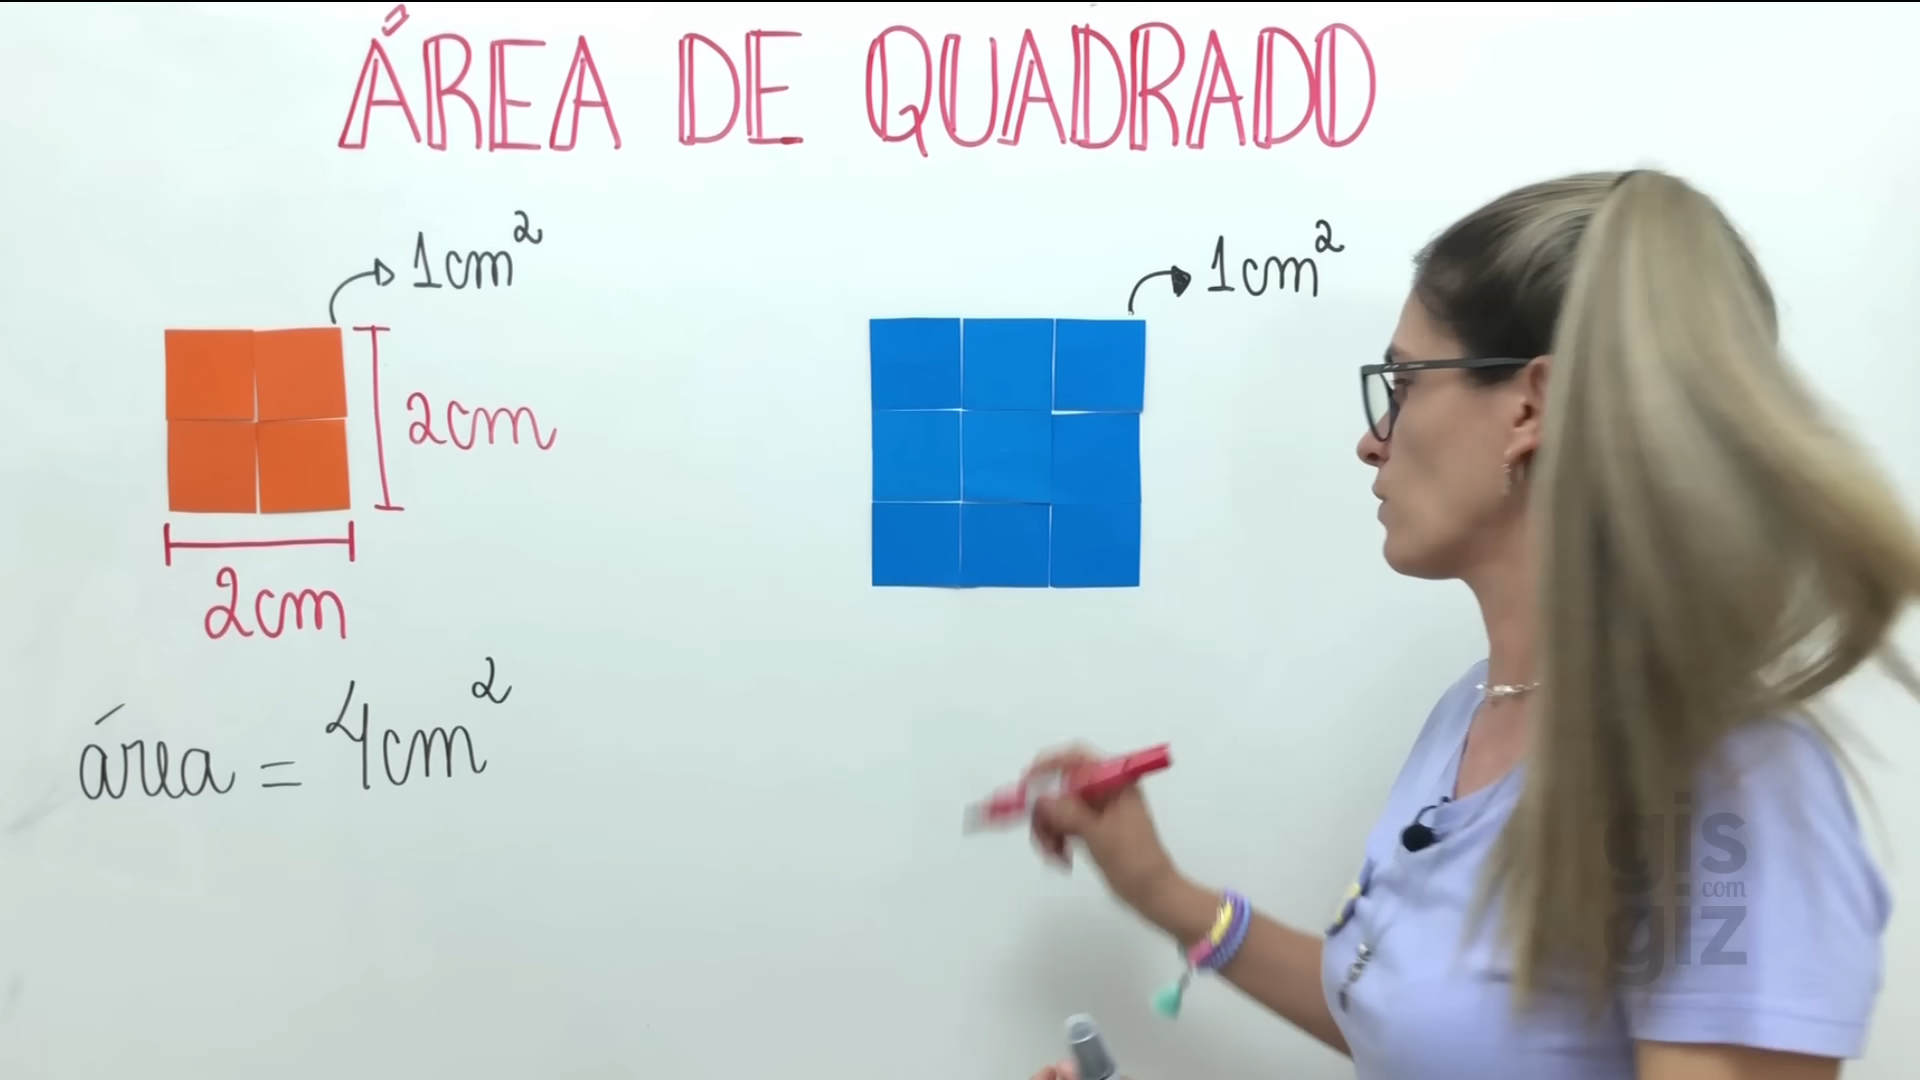 ÁREA DE QUADRADO
1cm²
1cm²
2cm
2cm
área = 4cm²
gis
com
giz